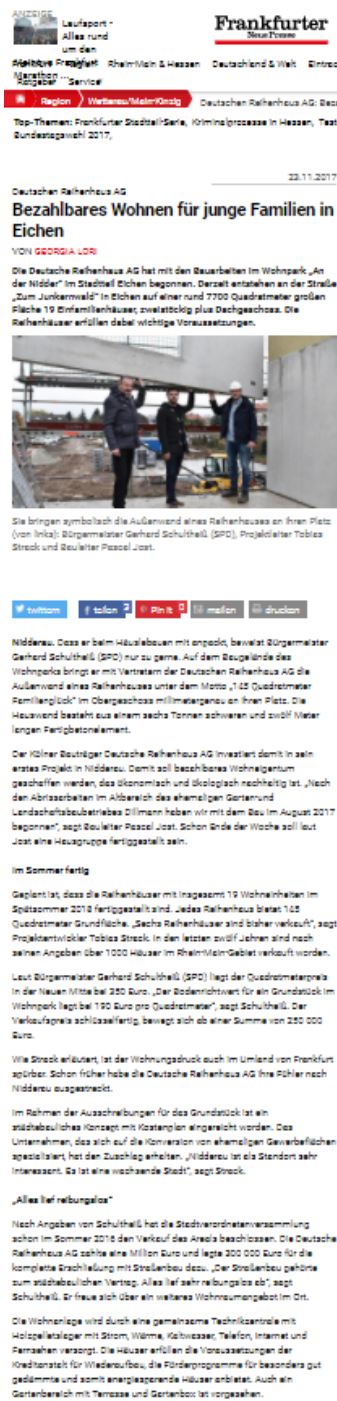 ANZEIGE
Laufsport -
Alles rund
um den
Frankfurt
Marathon ...
Frankfurter
Neue Presse
Rhein-Main & Hessen Deutschland & Welt
Ratgeber Service
Region Wetterau/Main-Kinzig Deutschen Reihenhaus AG:
Top-Themen: Frankfurter Stadtteil-Serie, Kriminalprozesse in Hessen,
Bundestagswahl 2017,
23.11.2017
Deutschen Reihenhaus AG
Bezahlbares Wohnen für junge Familien in
Eichen
VON GEORGIA LORI
Die Deutsche Reihenhaus AG hat mit den Bauarbeiten im Wohnpark „An
der Nidder“ im Stadtteil Eichen begonnen. Derzeit entstehen an der Straße
„Zum Junkernwald“ in Eichen auf einer rund 7700 Quadratmeter großen
Fläche 19 Einfamilienhäuser, zweistöckig plus Dachgeschoss. Die
Reihenhäuser erfüllen dabei wichtige Voraussetzungen.
Sie bringen symbolisch die Außenwand eines Reihenhauses an ihren Platz
(von links): Bürgermeister Gerhard Schultheiß (SPD), Projektleiter Tobias
Streck und Bauleiter Pascal Jost.
twittern teilen 2 Pin it 0 mailen drucken
Nidderau. Dass er beim Häuslebauen mit anpackt, beweist Bürgermeister
Gerhard Schultheiß (SPD) nur zu gerne. Auf dem Baugelände des
Wohnparks bringt er mit Vertretern der Deutschen Reihenhaus AG die
Außenwand eines Reihenhauses unter dem Motto „145 Quadratmeter
Familienglück“ im Obergeschoss millimetergenau an ihren Platz. Die
Hauswand besteht aus einem sechs Tonnen schweren und zwölf Meter
langen Fertigbetonelement.
Der Kölner Bauträger Deutsche Reihenhaus AG investiert damit in sein
erstes Projekt in Nidderau. Damit soll bezahlbares Wohneigentum
geschaffen werden, das ökonomisch und ökologisch nachhaltig ist. „Nach
den Abrissarbeiten im Altbereich des ehemaligen Garten-und
Landschaftsbaubetriebes Dillmann haben wir mit dem Bau im August 2017
begonnen“, sagt Bauleiter Pascal Jost. Schon Ende der Woche soll laut
Jost eine Hausgruppe fertiggestellt sein.
Im Sommer fertig
Geplant ist, dass die Reihenhäuser mit insgesamt 19 Wohneinheiten im
Spätsommer 2018 fertiggestellt sind. Jedes Reihenhaus bietet 145
Quadratmeter Grundfläche. „Sechs Reihenhäuser sind bisher verkauft“, sagt
Projektentwickler Tobias Streck. In den letzten zwölf Jahren sind nach
seinen Angaben über 1000 Häuser im Rhein-Main-Gebiet verkauft worden.
Laut Bürgermeister Gerhard Schultheiß (SPD) liegt der Quadratmeterpreis
in der Neuen Mitte bei 350 Euro. „Der Bodenrichtwert für ein Grundstück im
Wohnpark liegt bei 190 Euro pro Quadratmeter“, sagt Schultheiß. Der
Verkaufspreis schlüsselfertig, bewegt sich ab einer Summe von 250 000
Euro.
Wie Streck erläutert, ist der Wohnungsdruck auch im Umland von Frankfurt
spürbar. Schon früher habe die Deutsche Reihenhaus AG ihre Fühler nach
Nidderau ausgestreckt.
Im Rahmen der Ausschreibungen für das Grundstück ist ein
städtebauliches Konzept mit Kostenplan eingereicht worden. Das
Unternehmen, das sich auf die Konversion von ehemaligen Gewerbeflächen
spezialisiert, hat den Zuschlag erhalten. „Nidderau ist als Standort sehr
interessant. Es ist eine wachsende Stadt“, sagt Streck.
„Alles lief reibungslos“
Nach Angaben von Schultheiß hat die Stadtverordnetenversammlung
schon im Sommer 2016 den Verkauf des Areals beschlossen. Die Deutsche
Reihenhaus AG zahlte eine Million Euro und legte 300 000 Euro für die
komplette Erschließung mit Straßenbau dazu. „Der Straßenbau gehörte
zum städtebaulichen Vertrag. Alles lief sehr reibungslos ab“, sagt
Schultheiß. Er freue sich über ein weiteres Wohnraumangebot im Ort.
Die Wohnanlage wird durch eine gemeinsame Technikzentrale mit
Holzpelletslager mit Strom, Wärme, Kaltwasser, Telefon, Internet und
Fernsehen versorgt. Die Häuser erfüllen die Voraussetzungen der
Kreditanstalt für Wiederaufbau, die Förderprogramme für besonders gut
gedämmte und somit energiesparende Häuser anbietet. Auch ein
Gartenbereich mit Terrasse und Gartenbox ist vorgesehen.